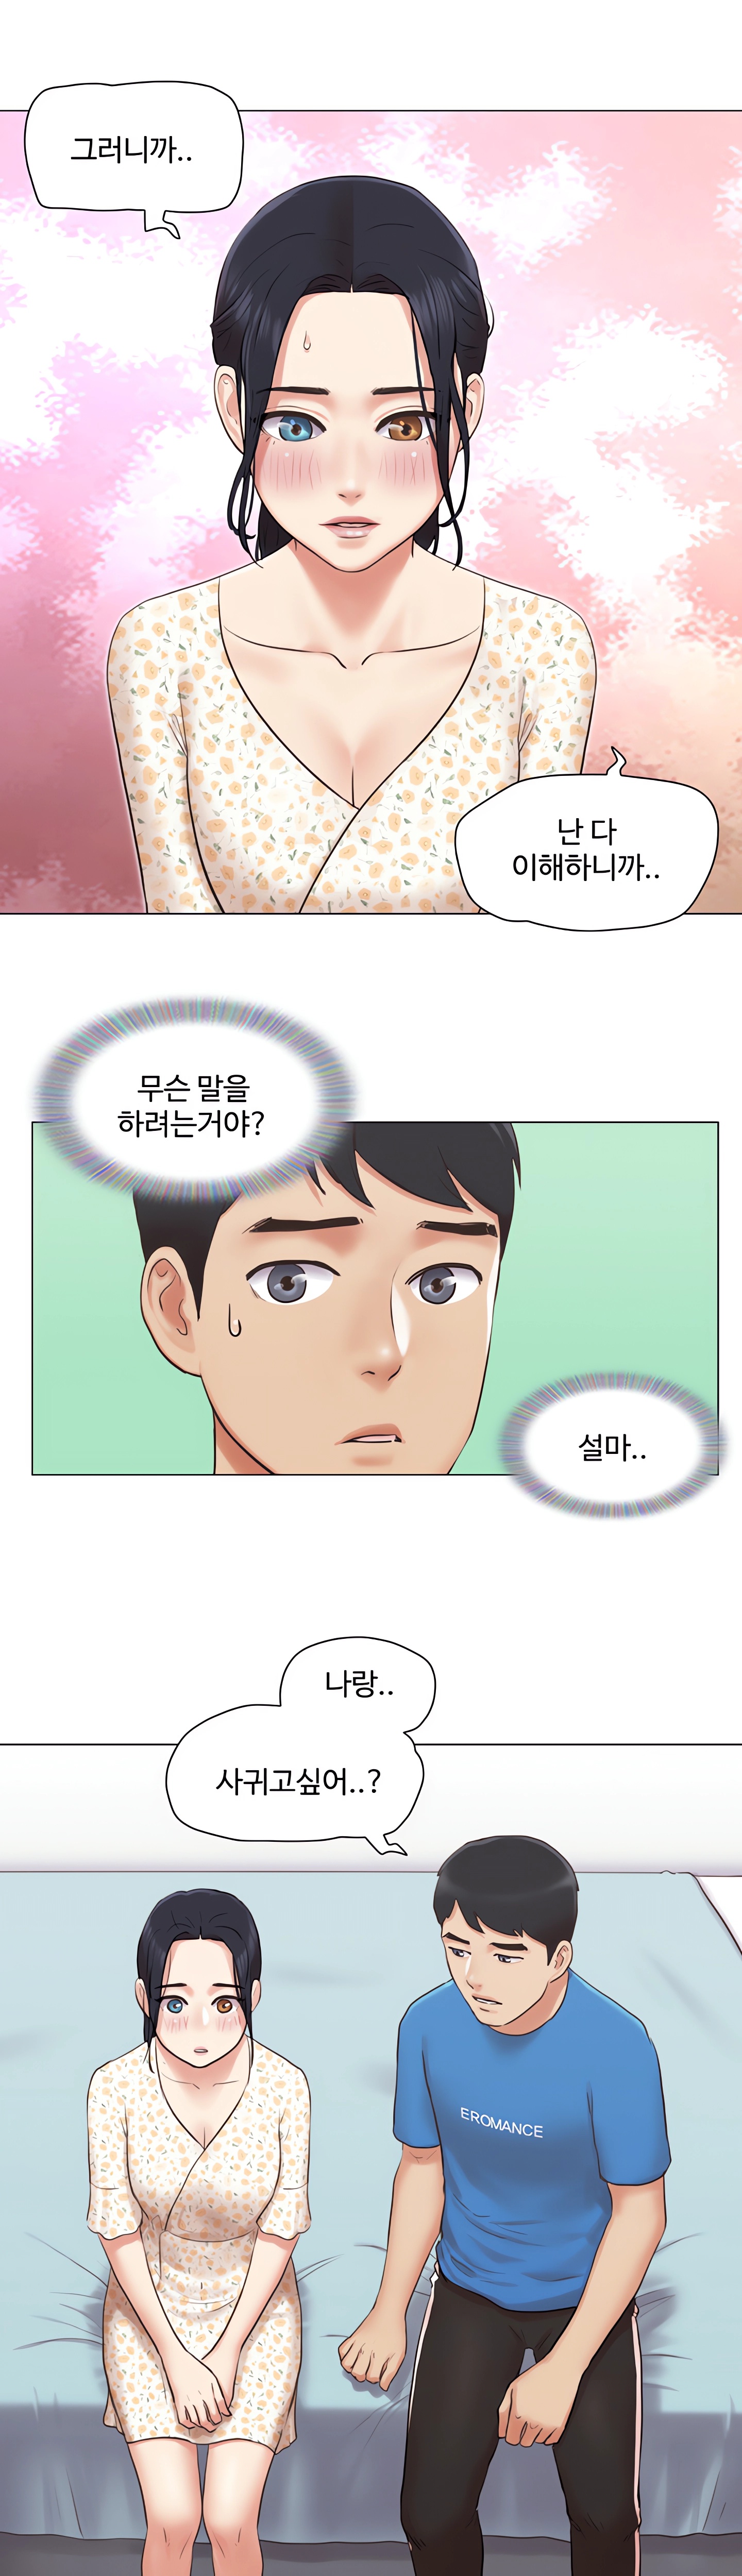 그러니까..
난 다
이해하니까..
무슨 말을
하려는거야?
설마..
나랑..
사귀고싶어..?
EROMANCE